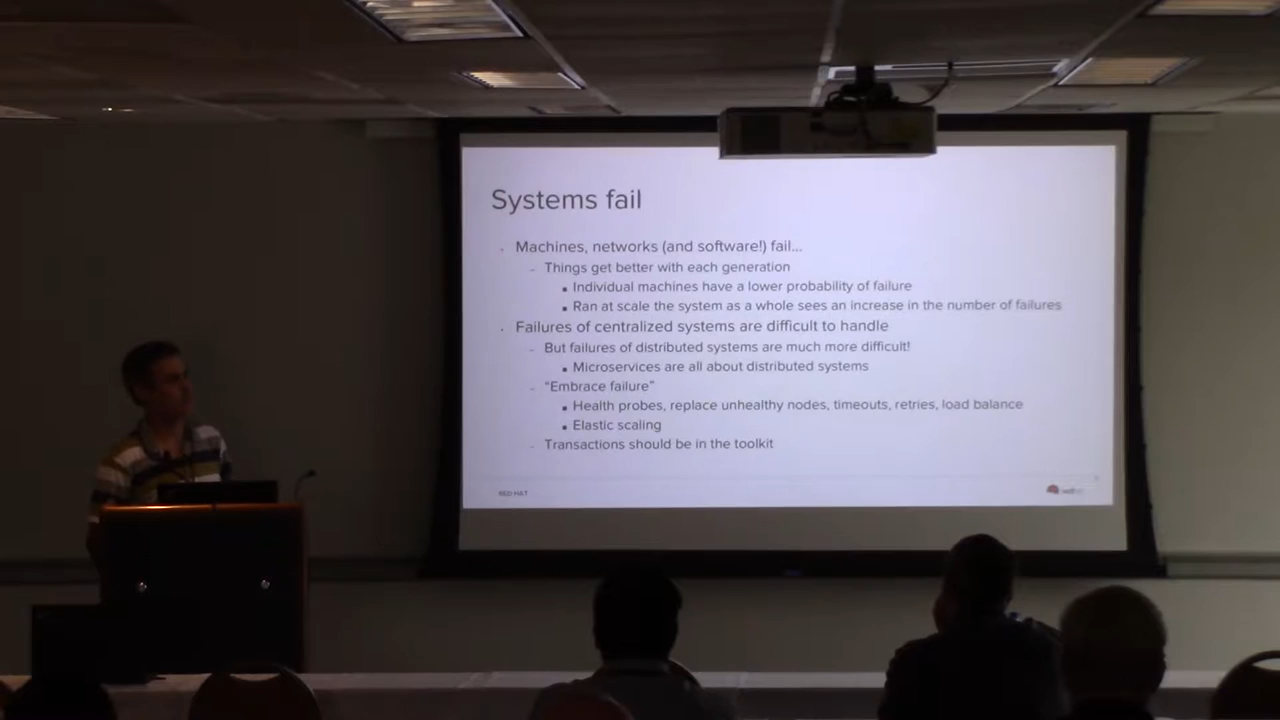 Systems fail
Machines, networks (and software!) fail...
Things get better with each generation
Individual machines have a lower probability of failure
Ran at scale the system as a whole sees an increase in the number of failures
Failures of centralized systems are difficult to handle
But failures of distributed systems are much more difficult!
Microservices are all about distributed systems
“Embrace failure”
Health probes, replace unhealthy nodes, timeouts, retries, load balance
Elastic scaling
Transactions should be in the toolkit
RED HAT
redhat